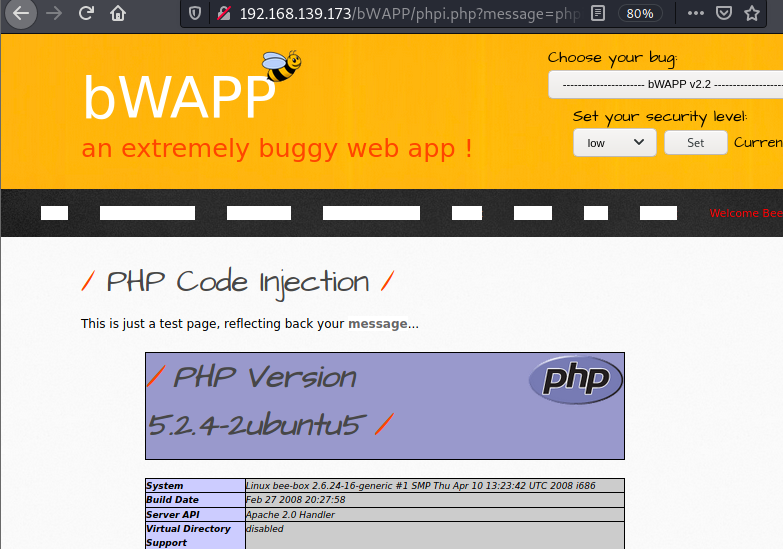 192.168.139.173/bWAPP/phpi.php?message=php
80%
Choose your bug:
bWAPP
---------------------- bWAPP v2.2 ----------------------
Set your security level:
low
Set
Curren
an extremely buggy web app !
Welcome Bee
/ PHP Code Injection /
This is just a test page, reflecting back your message...
/ PHP Version
php
5.2.4-2ubuntu5 /
System Linux bee-box 2.6.24-16-generic #1 SMP Thu Apr 10 13:23:42 UTC 2008 i686
Build Date Feb 27 2008 20:27:58
Server API Apache 2.0 Handler
Virtual Directory disabled
Support